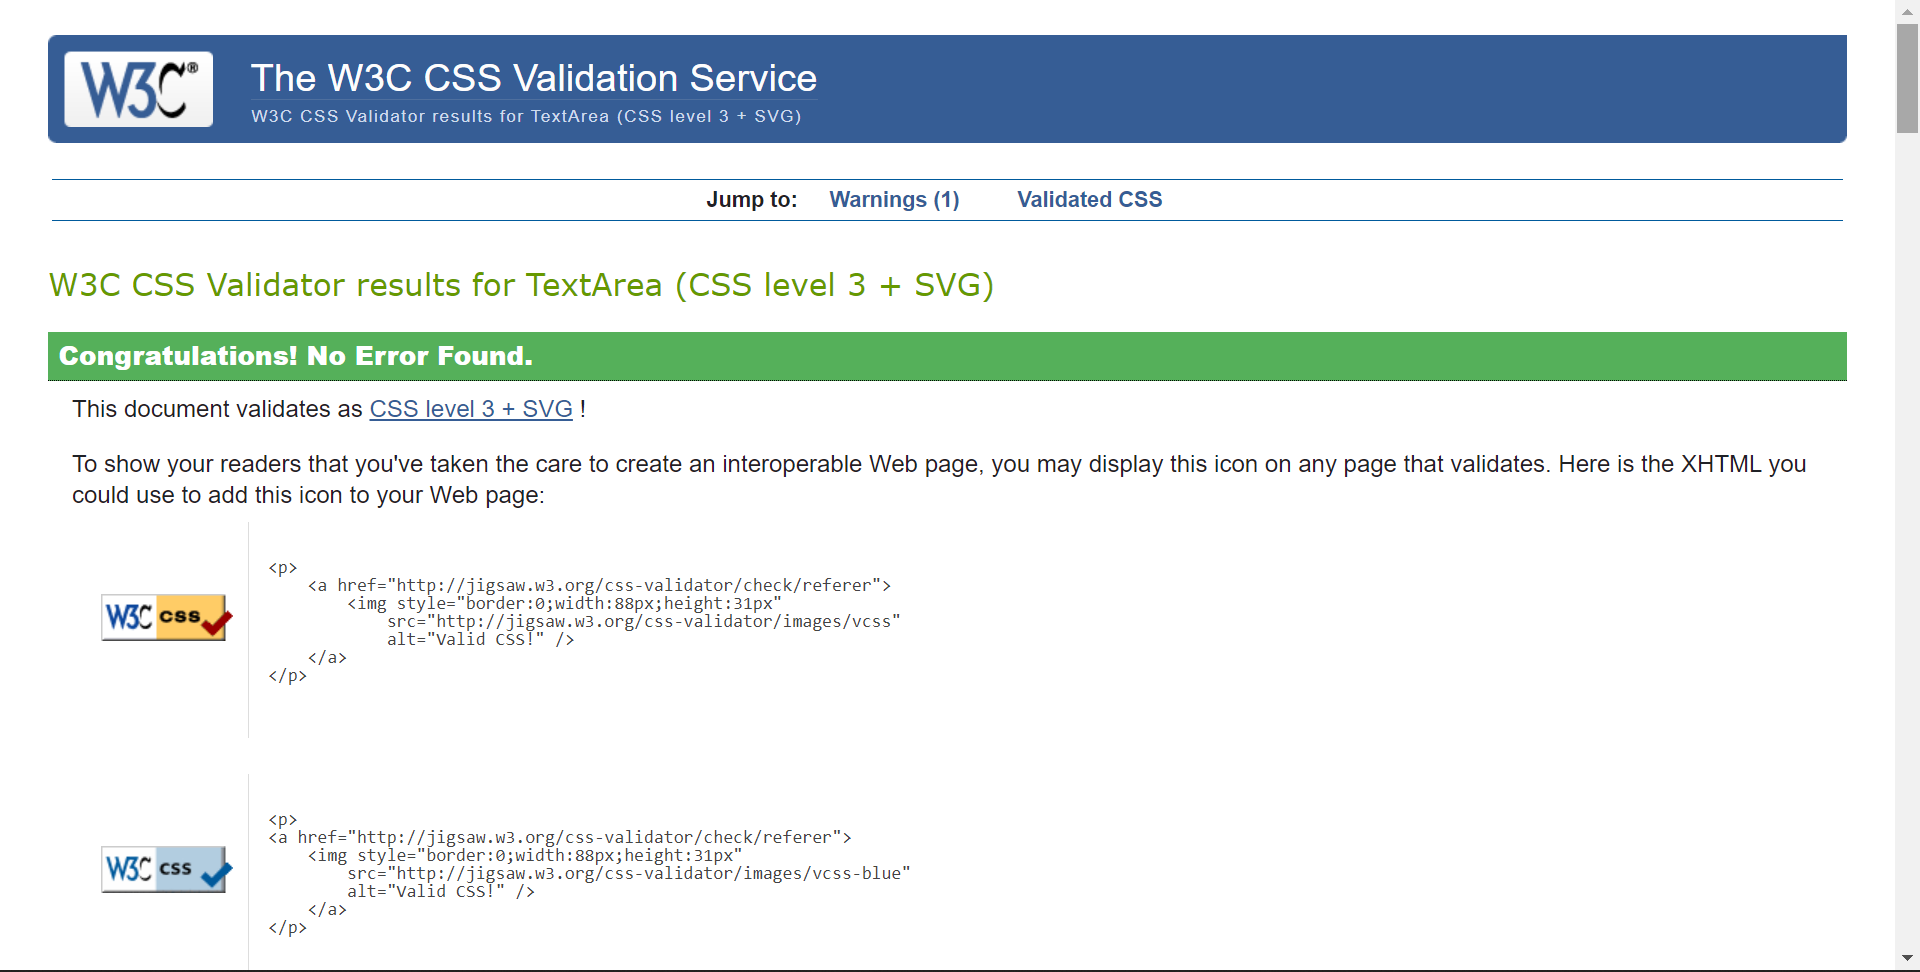 W3C®
The W3C CSS Validation Service
W3C CSS Validator results for TextArea (CSS level 3 + SVG)
Jump to: Warnings (1) Validated CSS
W3C CSS Validator results for TextArea (CSS level 3 + SVG)
Congratulations! No Error Found.
This document validates as CSS level 3 + SVG !
To show your readers that you've taken the care to create an interoperable Web page, you may display this icon on any page that validates. Here is the XHTML you
could use to add this icon to your Web page:
W3C css
<p>
    <a href="http://jigsaw.w3.org/css-validator/check/referer">
        <img style="border:0;width:88px;height:31px"
            src="http://jigsaw.w3.org/css-validator/images/vcss"
            alt="Valid CSS!" />
    </a>
</p>
W3C css
<p>
<a href="http://jigsaw.w3.org/css-validator/check/referer">
    <img style="border:0;width:88px;height:31px"
        src="http://jigsaw.w3.org/css-validator/images/vcss-blue"
        alt="Valid CSS!" />
    </a>
</p>